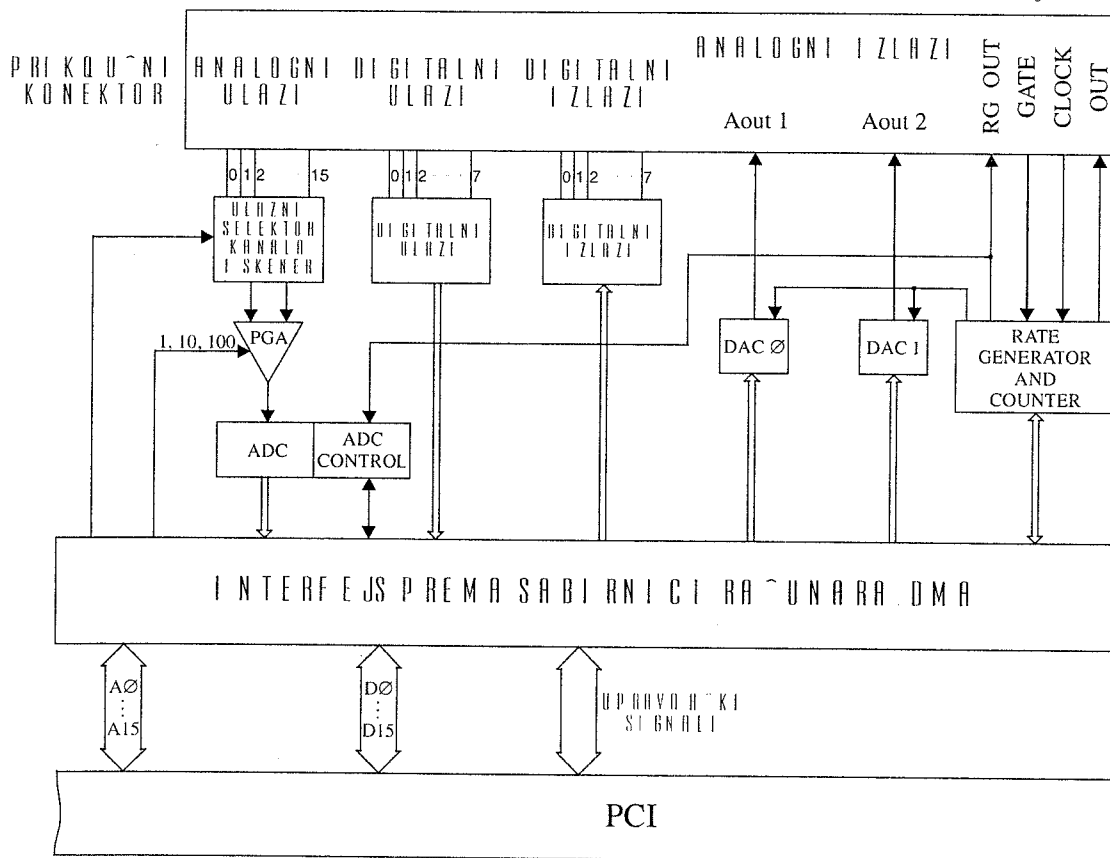 PRIKQU^NI
KONEKTOR
ANALOGNI
ULAZI
DIGITALNI
ULAZI
DIGITALNI
IZLAZI
ANALOGNI IZLAZI
Aout 1
Aout 2
RG OUT
GATE
CLOCK
OUT
0 1 2 ... 15
0 1 2 ..... 7
0 1 2 .... 7
ULAZNI
SELEKTOR
KANALA
I SKENER
DIGITALNI
ULAZI
DIGITALNI
IZLAZI
1, 10, 100
PGA
DAC Ø
DAC 1
RATE
GENERATOR
AND
COUNTER
ADC
ADC
CONTROL
INTERFEJS PREMA SABIRNICI RA^UNARA. DMA
AØ
⋮
A15
DØ
⋮
D15
UPRAVQA^KI
SIGNALI
PCI